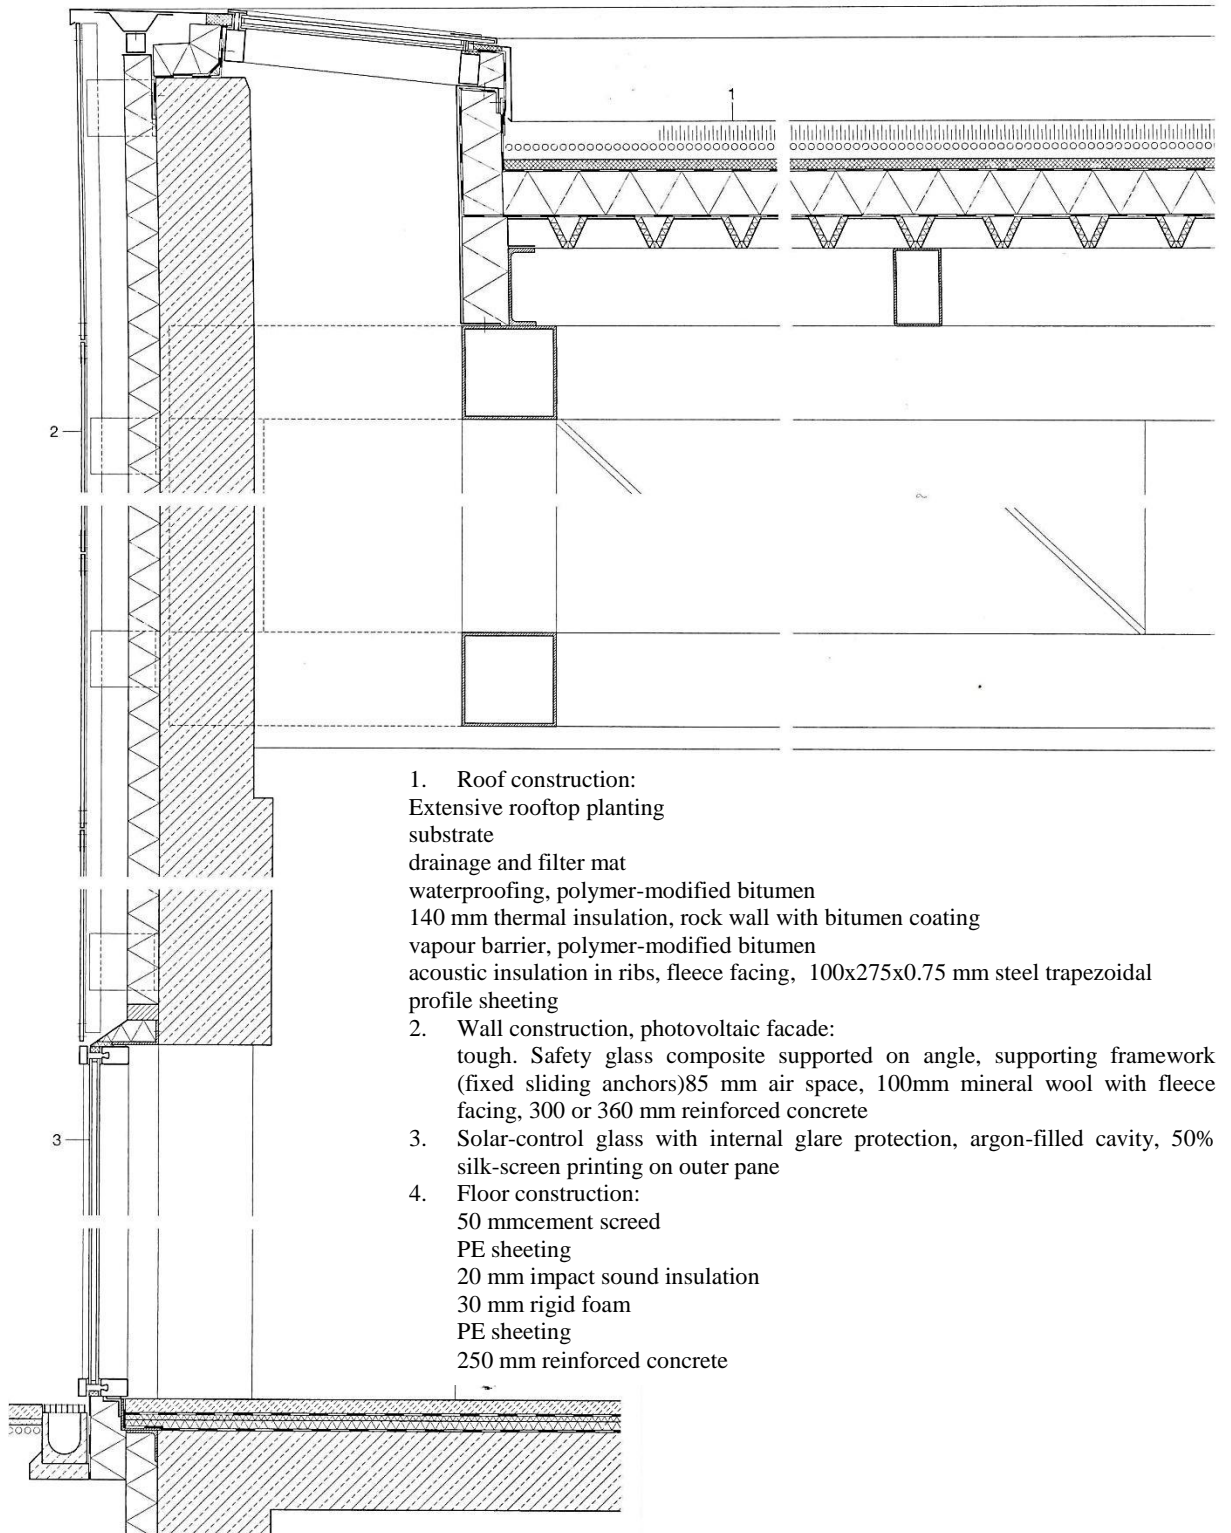 1
2
3
1. Roof construction:
Extensive rooftop planting
substrate
drainage and filter mat
waterproofing, polymer-modified bitumen
140 mm thermal insulation, rock wall with bitumen coating
vapour barrier, polymer-modified bitumen
acoustic insulation in ribs, fleece facing, 100x275x0.75 mm steel trapezoidal
profile sheeting
2. Wall construction, photovoltaic facade:
tough. Safety glass composite supported on angle, supporting framework
(fixed sliding anchors)85 mm air space, 100mm mineral wool with fleece
facing, 300 or 360 mm reinforced concrete
3. Solar-control glass with internal glare protection, argon-filled cavity, 50%
silk-screen printing on outer pane
4. Floor construction:
50 mmcement screed
PE sheeting
20 mm impact sound insulation
30 mm rigid foam
PE sheeting
250 mm reinforced concrete